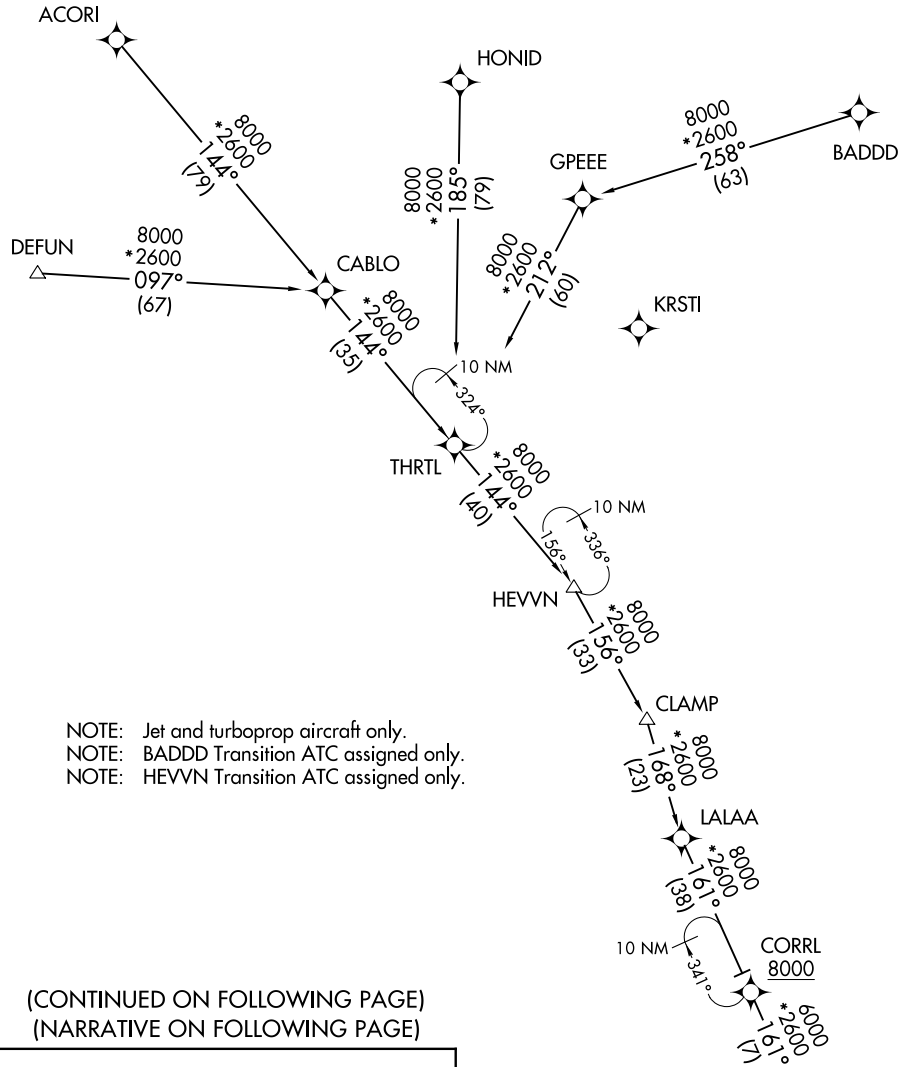 ACORI
HONID
8000
*2600
144°
(79)
8000
*2600
185°
(79)
GPEEE
8000
*2600
258°
(63)
BADDD
DEFUN
8000
*2600
097°
(67)
CABLO
8000
*2600
212°
(60)
KRSTI
8000
*2600
144°
(35)
10 NM
324°
THRTL
8000
*2600
144°
(40)
10 NM
156°
336°
HEVVN
8000
*2600
156°
(33)
CLAMP
NOTE: Jet and turboprop aircraft only.
NOTE: BADDD Transition ATC assigned only.
NOTE: HEVVN Transition ATC assigned only.
8000
*2600
168°
(23)
LALAA
8000
*2600
161°
(38)
10 NM
341°
CORRL
8000
6000
*2600
161°
(7)
(CONTINUED ON FOLLOWING PAGE)
(NARRATIVE ON FOLLOWING PAGE)